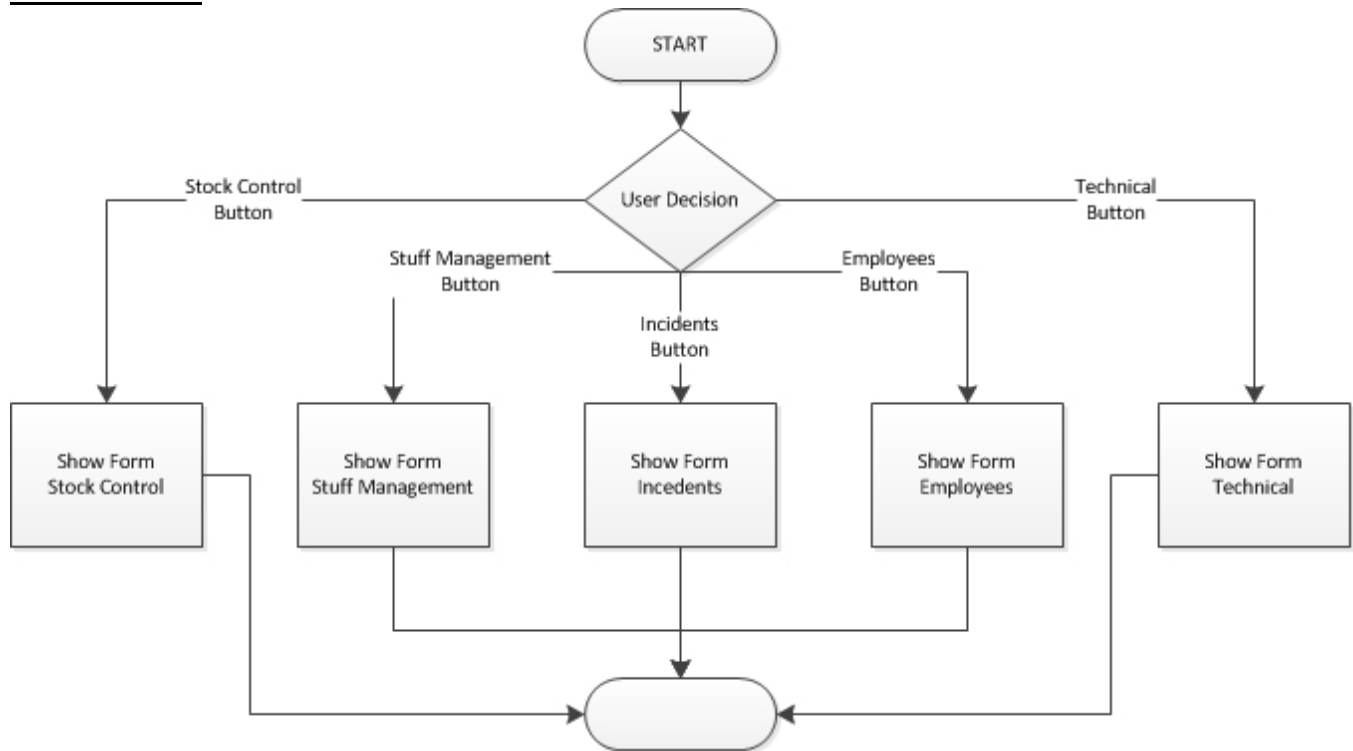 START
User Decision
Stock Control
Button
Technical
Button
Stuff Management
Button
Employees
Button
Incidents
Button
Show Form
Stock Control
Show Form
Stuff Management
Show Form
Incedents
Show Form
Employees
Show Form
Technical